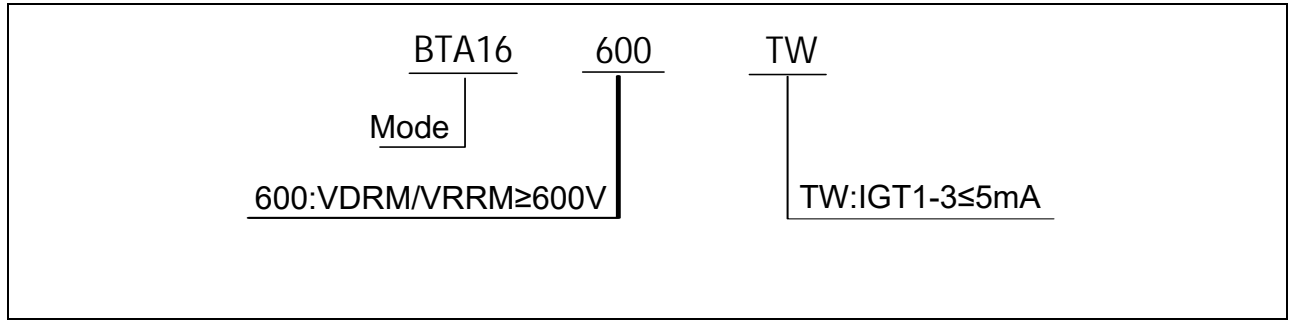 BTA16 600 TW
Mode
600:VDRM/VRRM≥600V TW:IGT1-3≤5mA